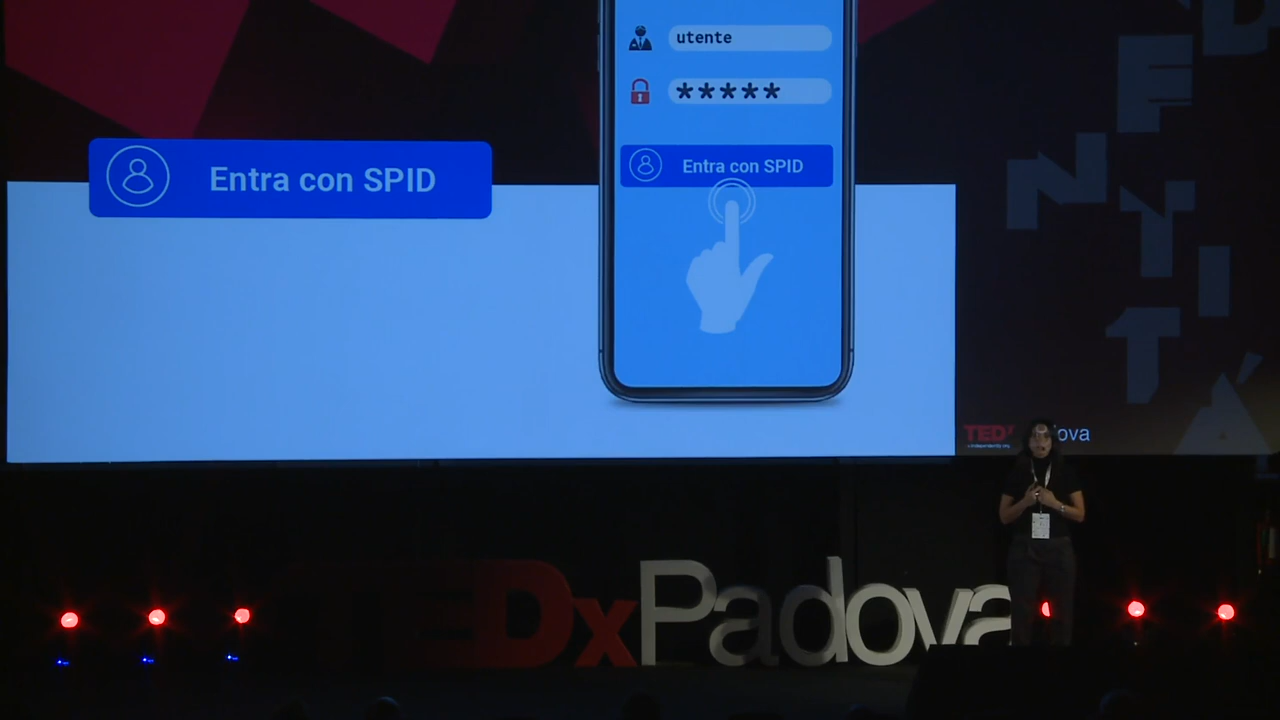 utente
*****
Entra con SPID
Entra con SPID
TEDxPadova